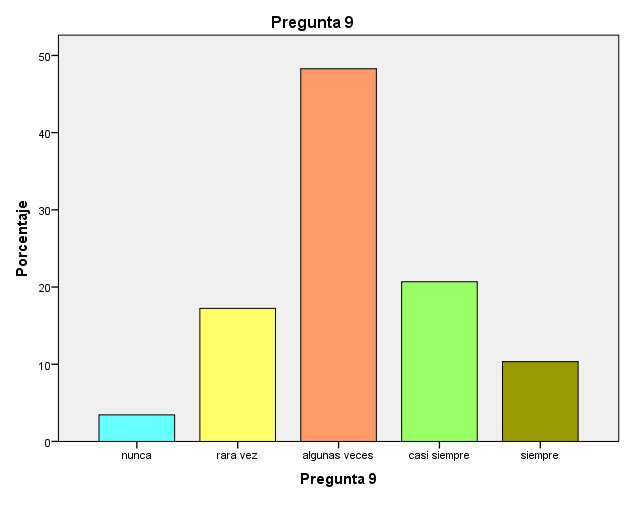 Pregunta 9
Porcentaje
50
40
30
20
10
0
nunca
rara vez
algunas veces
casi siempre
siempre
Pregunta 9